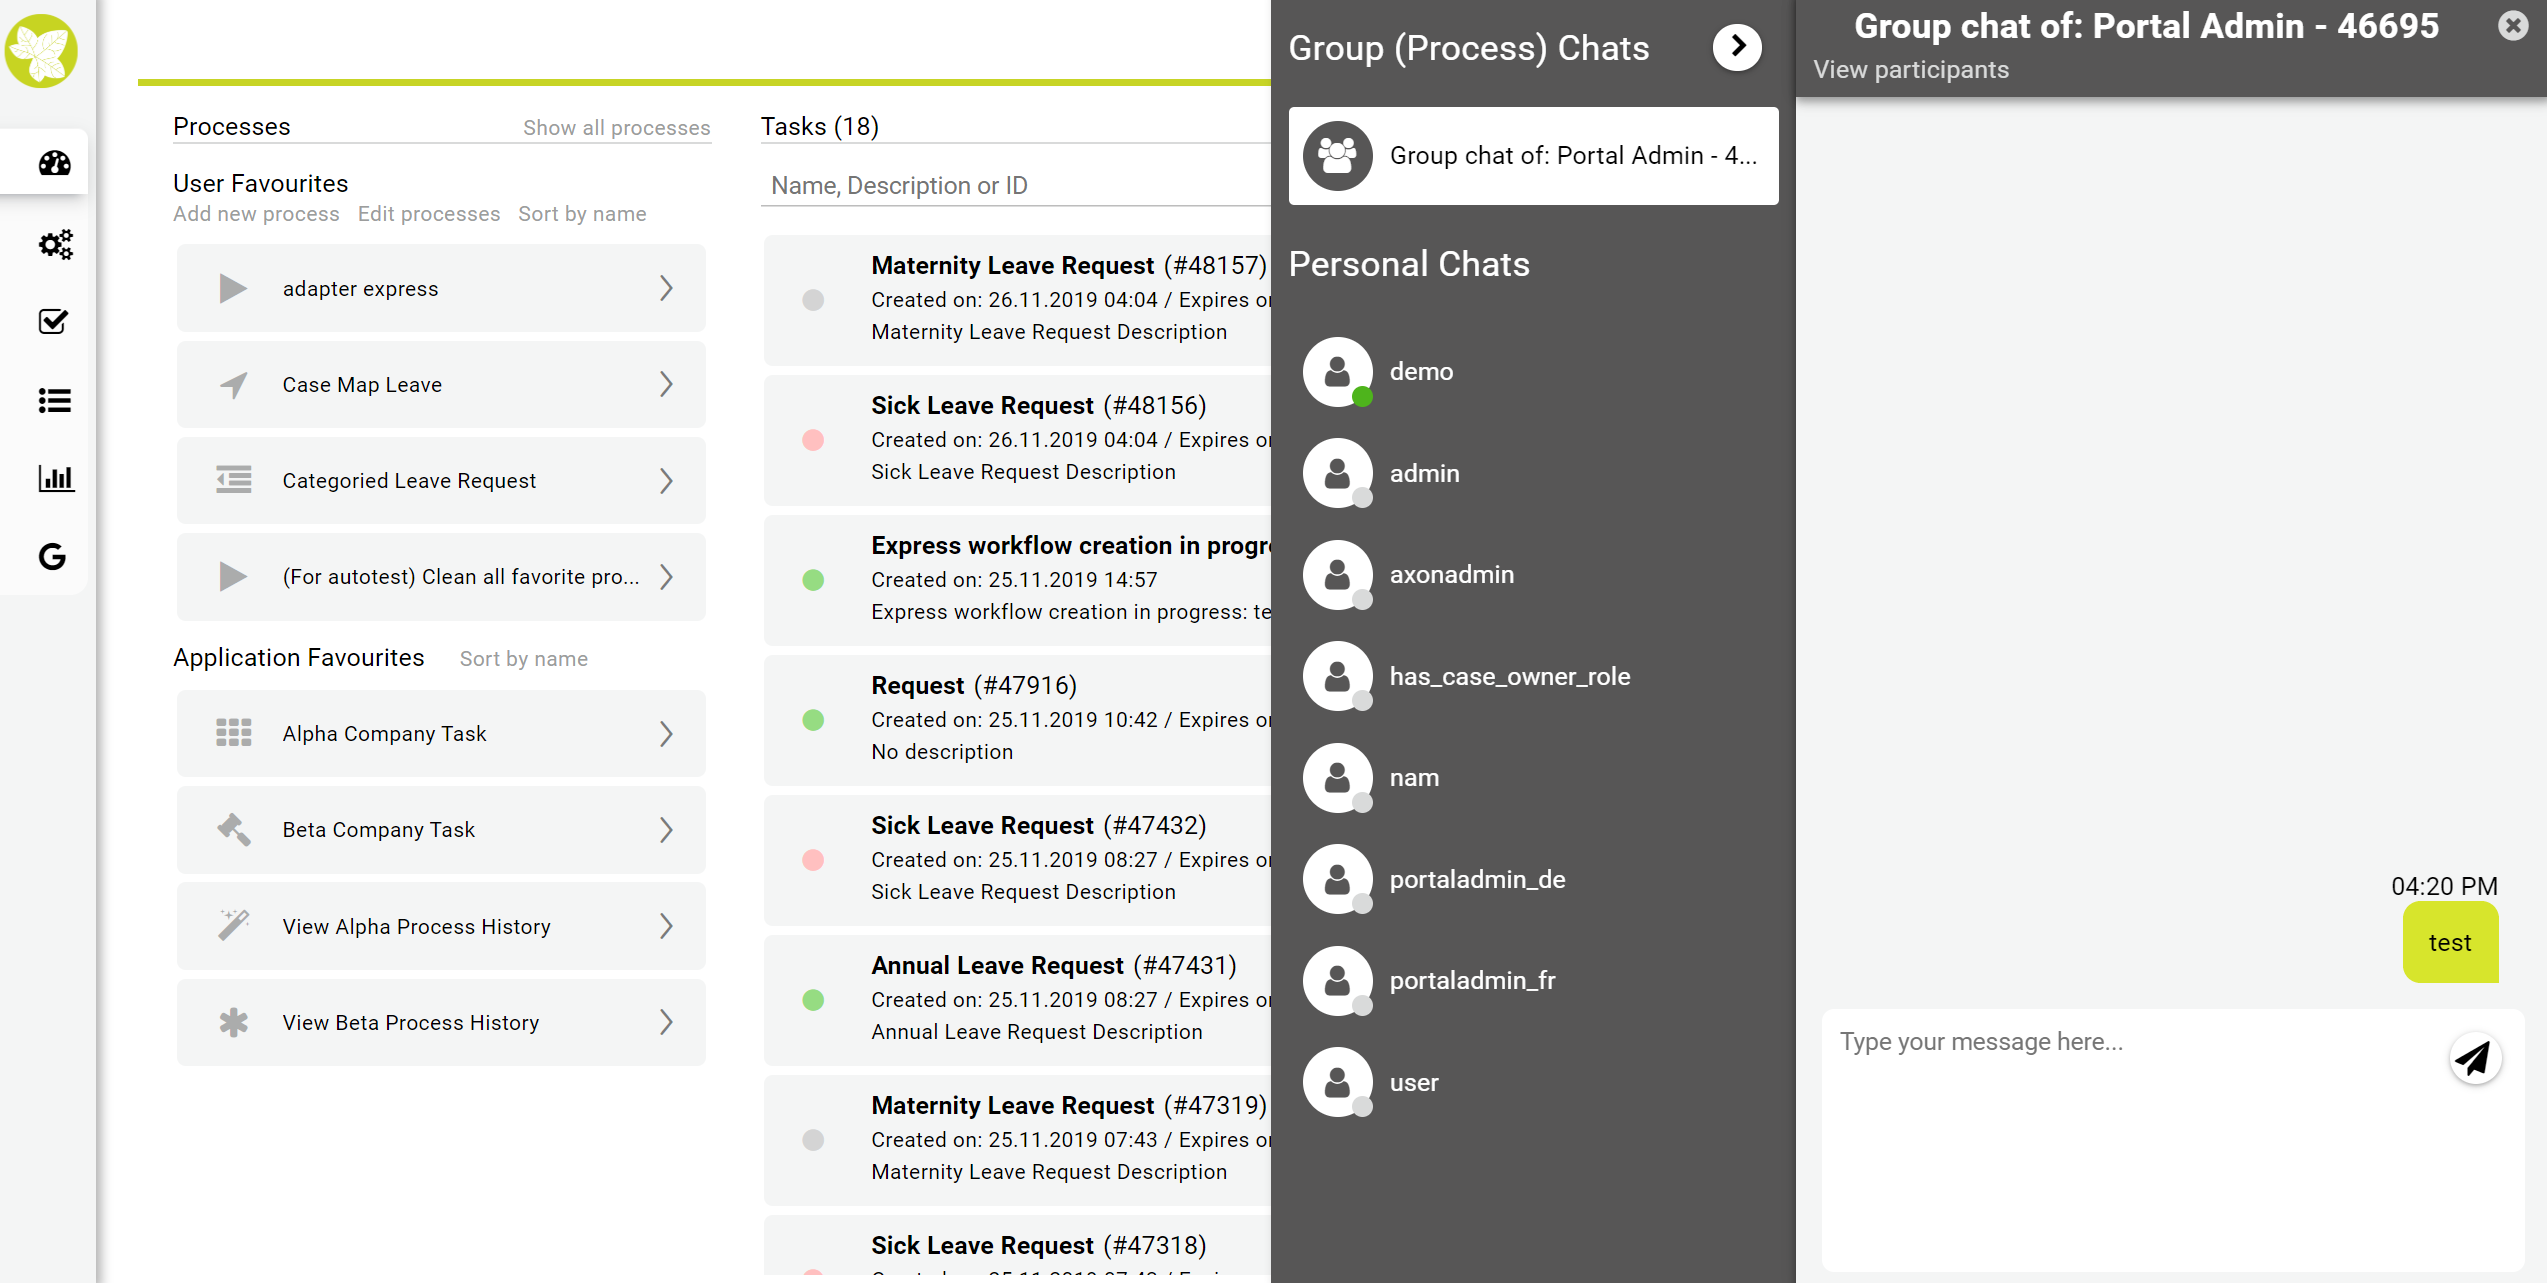 Processes
Show all processes
User Favourites
Add new process Edit processes Sort by name
adapter express
Case Map Leave
Categoried Leave Request
(For autotest) Clean all favorite pro...
Application Favourites Sort by name
Alpha Company Task
Beta Company Task
View Alpha Process History
View Beta Process History
Tasks (18)
Name, Description or ID
Maternity Leave Request (#48157)
Created on: 26.11.2019 04:04 / Expires
Maternity Leave Request Description
Sick Leave Request (#48156)
Created on: 26.11.2019 04:04 / Expires
Sick Leave Request Description
Express workflow creation in progr
Created on: 25.11.2019 14:57
Express workflow creation in progress: te
Request (#47916)
Created on: 25.11.2019 10:42 / Expires
No description
Sick Leave Request (#47432)
Created on: 25.11.2019 08:27 / Expires
Sick Leave Request Description
Annual Leave Request (#47431)
Created on: 25.11.2019 08:27 / Expires
Annual Leave Request Description
Maternity Leave Request (#47319)
Created on: 25.11.2019 07:43 / Expires
Maternity Leave Request Description
Sick Leave Request (#47318)
Group (Process) Chats
Group chat of: Portal Admin - 4...
Personal Chats
demo
admin
axonadmin
has_case_owner_role
nam
portaladmin_de
portaladmin_fr
user
Group chat of: Portal Admin - 46695
View participants
04:20 PM
test
Type your message here...